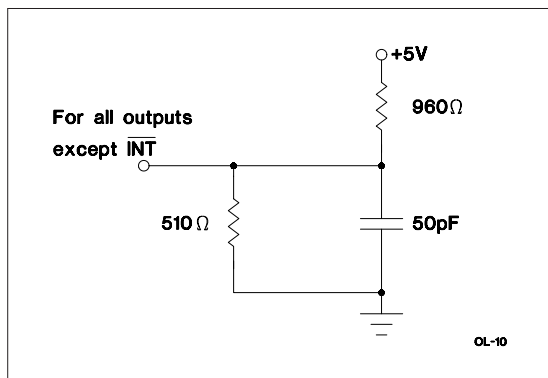 +5V
960Ω
For all outputs
except INT
510Ω
50pF
OL-10